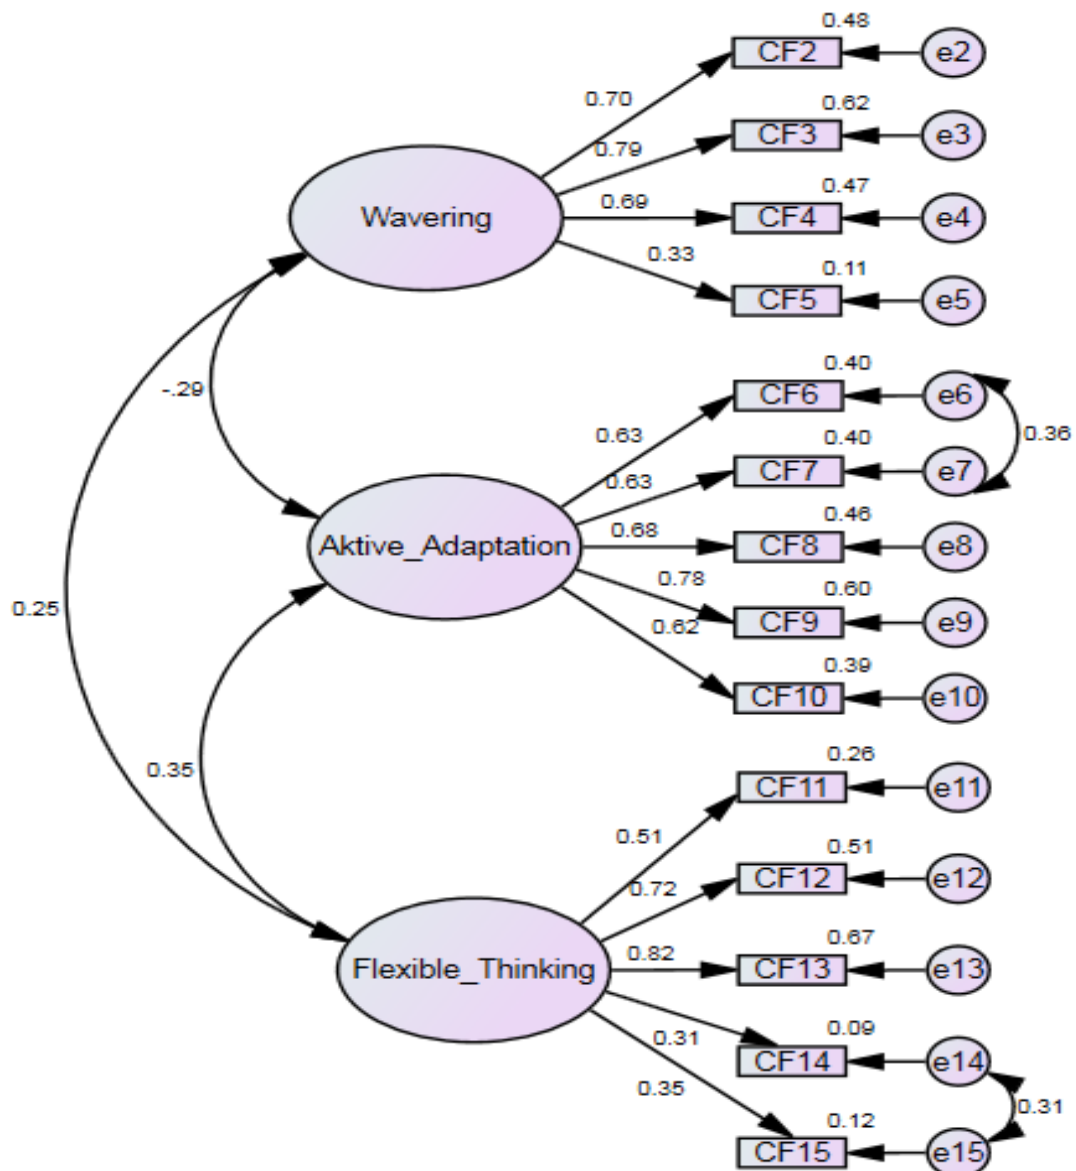 0.48
CF2
e2
0.70
0.62
CF3
e3
0.79
0.47
Wavering
CF4
e4
0.69
0.33
0.11
CF5
e5
-.29
0.40
CF6
e6
0.36
0.63
0.40
CF7
e7
0.63
0.46
Aktive_Adaptation
CF8
e8
0.68
0.78
0.60
CF9
e9
0.25
0.62
0.39
CF10
e10
0.35
0.26
CF11
e11
0.51
0.51
CF12
e12
0.72
0.67
Flexible_Thinking
CF13
e13
0.82
0.31
0.09
CF14
e14
0.35
0.31
0.12
CF15
e15